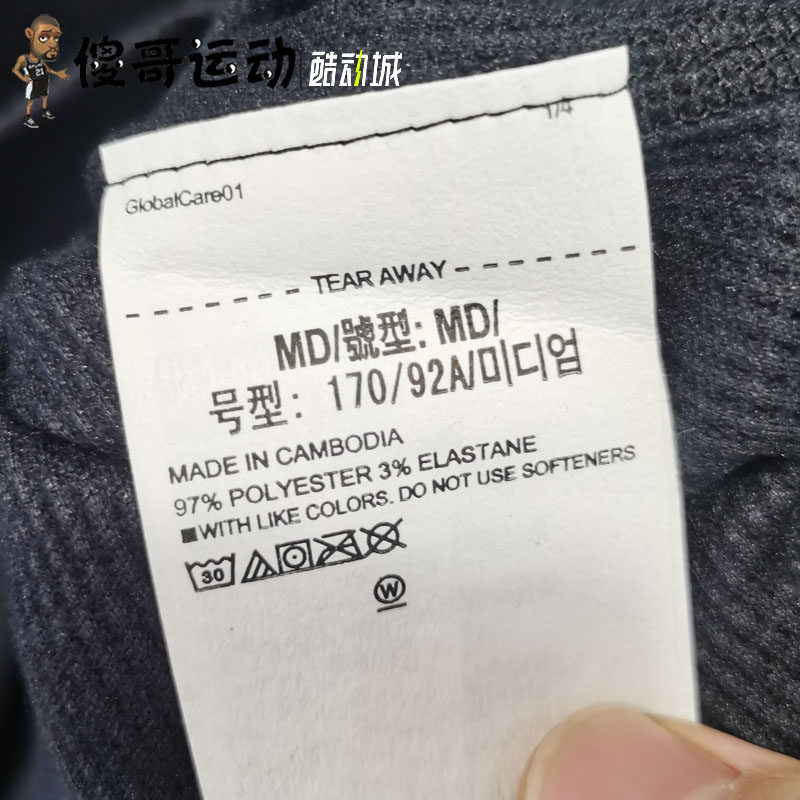 傻哥运动 酷动城
21
1/4
GlobalCare01
TEAR AWAY
MD/號型: MD/
号型: 170/92A/미디엄
MADE IN CAMBODIA
97% POLYESTER 3% ELASTANE
WITH LIKE COLORS. DO NOT USE SOFTENERS
30
W